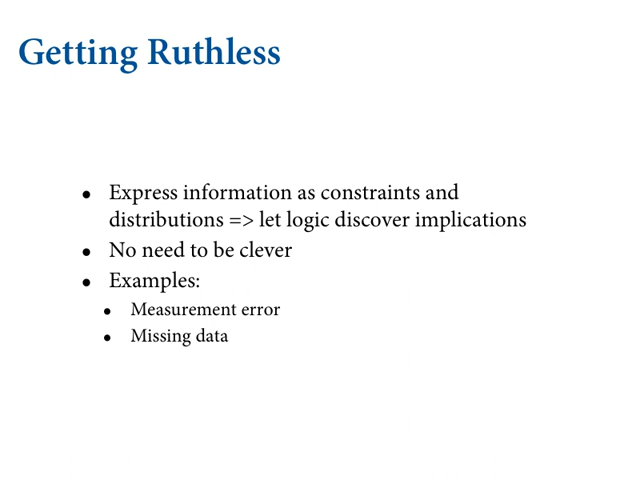 Getting Ruthless
• Express information as constraints and
distributions => let logic discover implications
• No need to be clever
• Examples:
• Measurement error
• Missing data